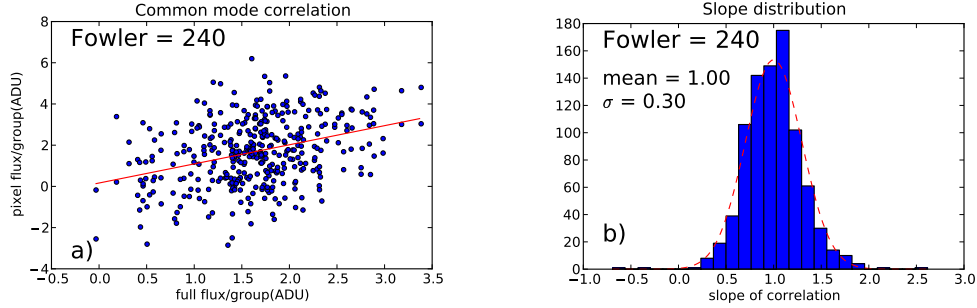 Common mode correlation
Fowler = 240
a)
pixel flux/group(ADU)
8
6
4
2
0
−2
−4
−0.5 0.0 0.5 1.0 1.5 2.0 2.5 3.0 3.5
full flux/group(ADU)
Slope distribution
Fowler = 240
mean = 1.00
σ = 0.30
b)
180
160
140
120
100
80
60
40
20
0
−1.0 −0.5 0.0 0.5 1.0 1.5 2.0 2.5 3.0
slope of correlation